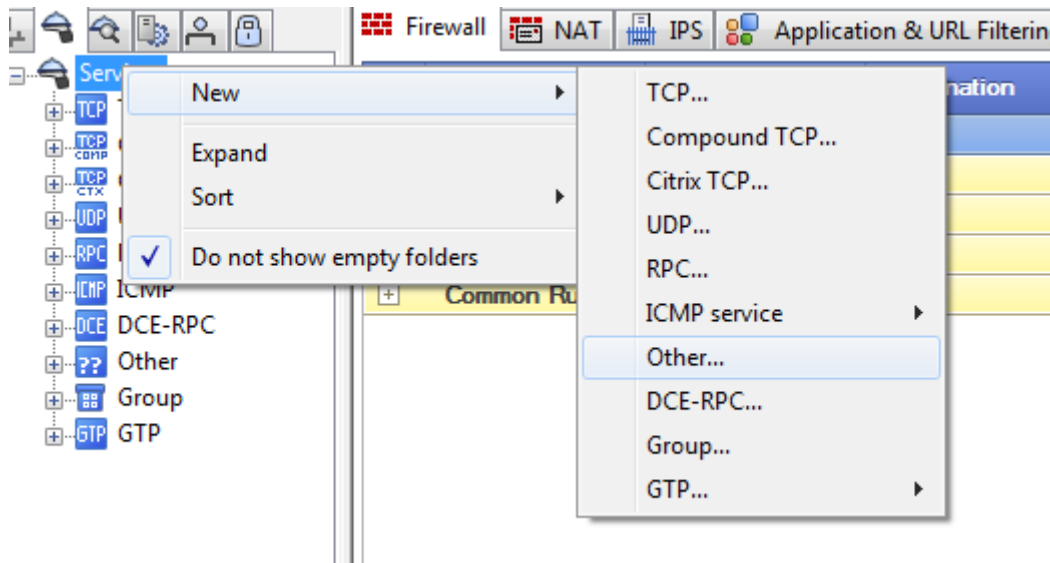 Firewall
NAT
IPS
Application & URL Filterin
Serv
New
Expand
Sort
Do not show empty folders
TCP
TCP
COMP
TCP
CTX
UDP
RPC
ICMP
ICMP
DCE
DCE-RPC
??
Other
Group
GTP
GTP
nation
Common Ru
TCP...
Compound TCP...
Citrix TCP...
UDP...
RPC...
ICMP service
Other...
DCE-RPC...
Group...
GTP...